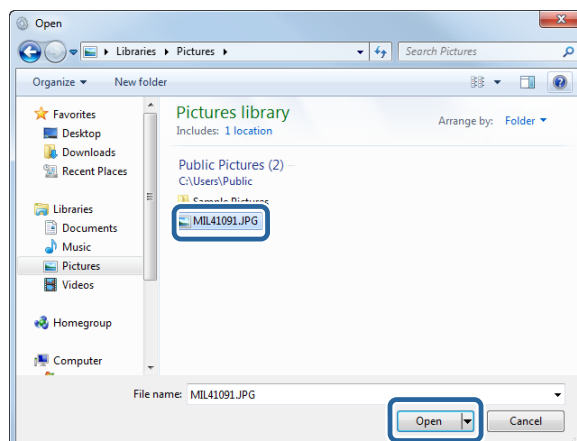 Open
Libraries Pictures
Search Pictures
Organize
New folder
Favorites
Desktop
Downloads
Recent Places
Libraries
Documents
Music
Pictures
Videos
Homegroup
Computer
Pictures library
Includes: 1 location
Arrange by: Folder
Public Pictures (2)
C:\Users\Public
Sample Pictures
MIL41091.JPG
File name: MIL41091.JPG
Open
Cancel